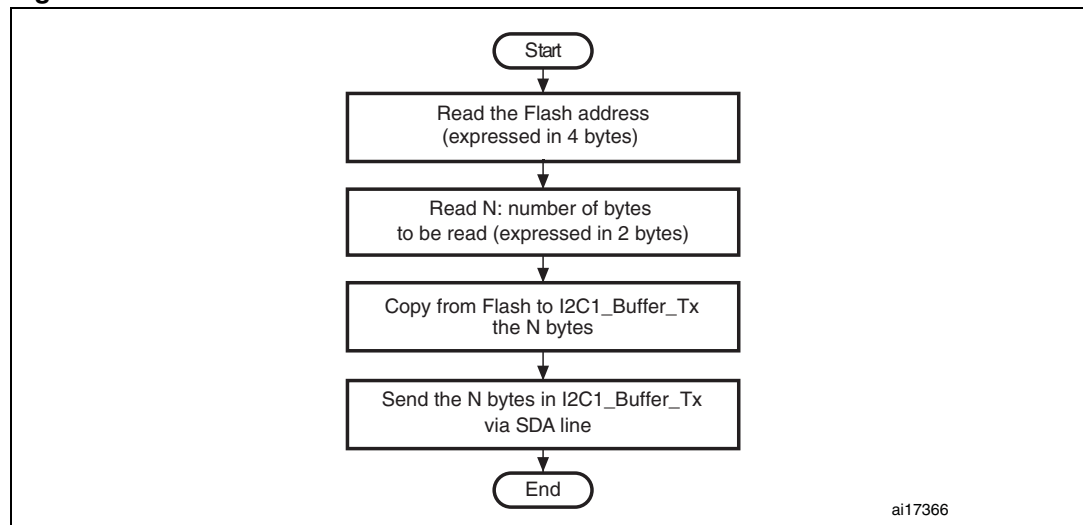 Start
Read the Flash address
(expressed in 4 bytes)
Read N: number of bytes
to be read (expressed in 2 bytes)
Copy from Flash to I2C1_Buffer_Tx
the N bytes
Send the N bytes in I2C1_Buffer_Tx
via SDA line
End
ai17366